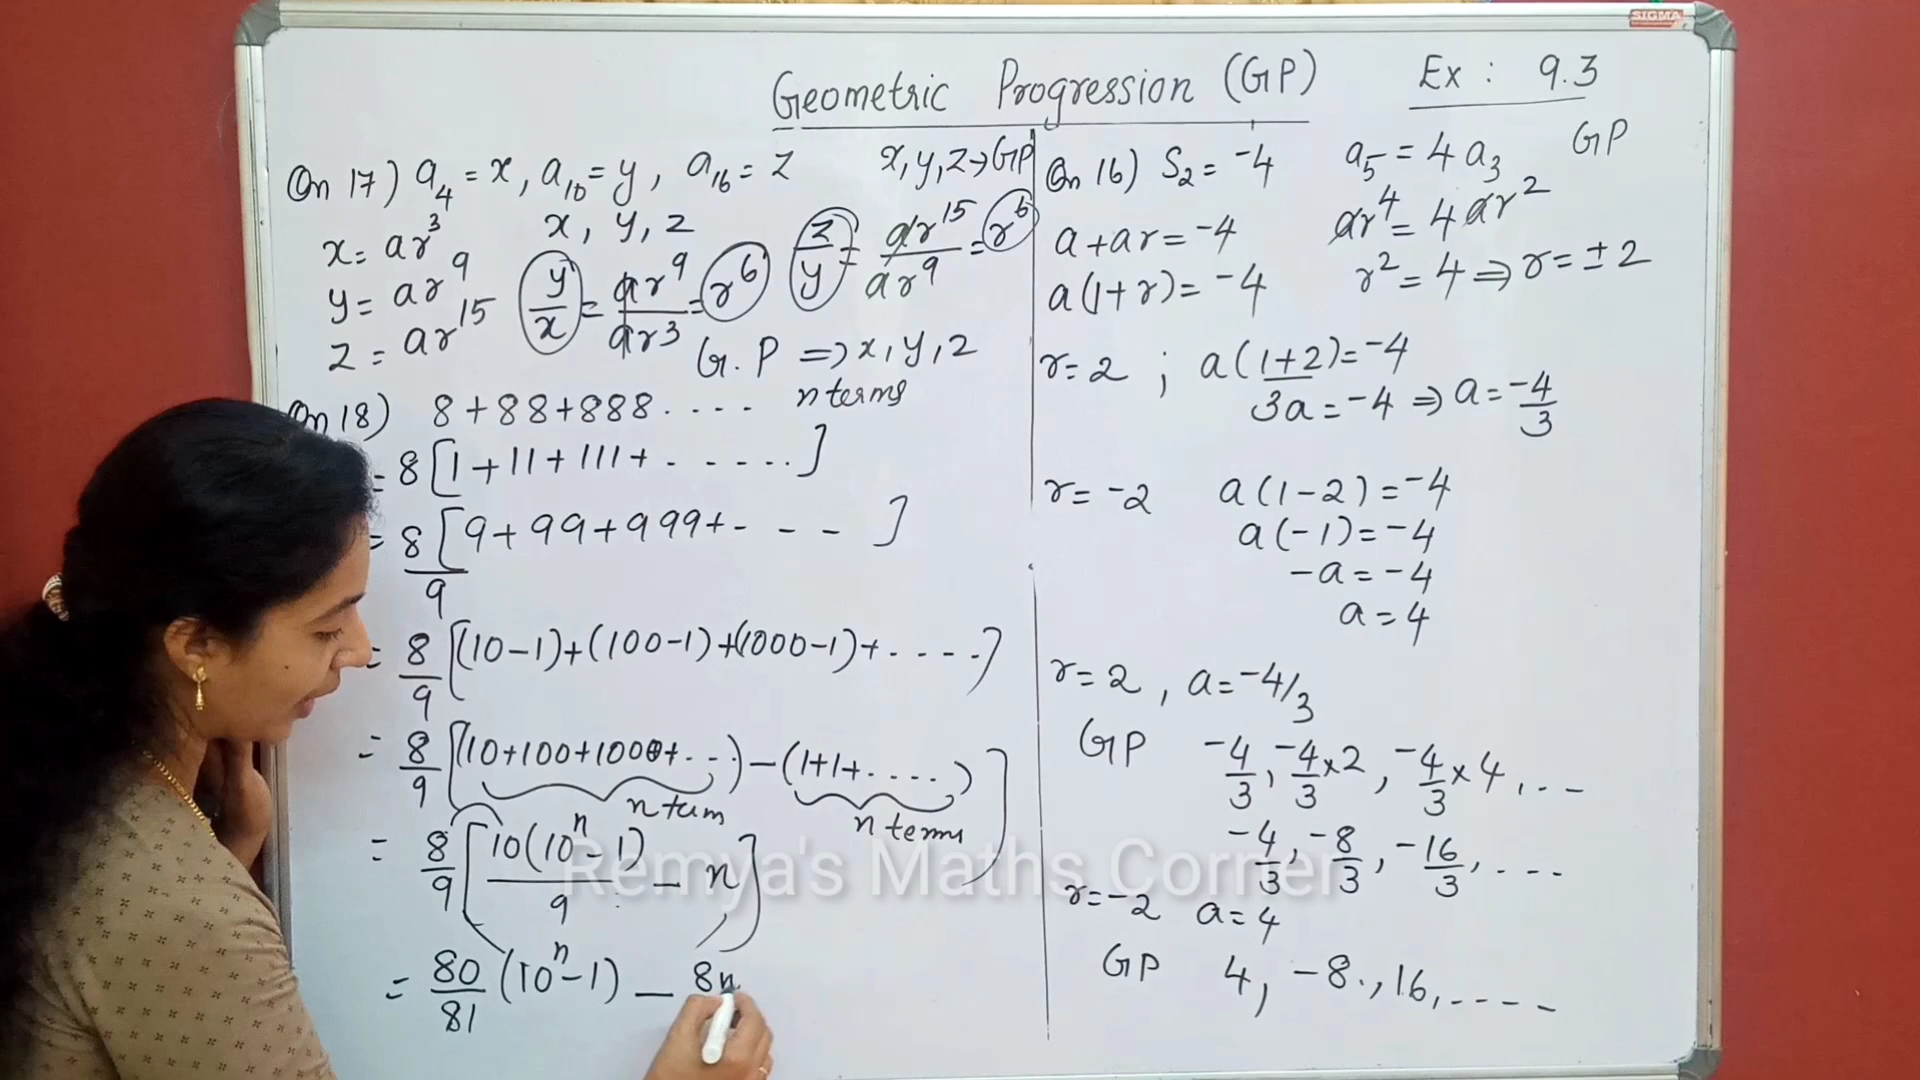 SIGMA
Geometric Progression (GP)
Ex : 9.3
Qn 17) a₄ = x, a₁₀ = y, a₁₆ = z x, y, z → GP
x = ar³ x, y, z
y = ar⁹ y/x = ar⁹/ar³ = r⁶ z/y = ar¹⁵/ar⁹ = r⁶
z = ar¹⁵ G.P ⇒ x, y, z
Qn 18) 8+88+888.... n terms
= 8[1+11+111+ ......]
= 8/9 [9+99+999+- - - ]
= 8/9 [(10-1)+(100-1)+(1000-1)+.....]
= 8/9 [(10+100+1000+...) - (1+1+....)]
n term n terms
= 8/9 [10(10ⁿ-1)/9 - n]
= 80/81 (10ⁿ-1) - 8n
Qn 16) S₂ = -4 a₅ = 4a₃ GP
a+ar = -4 ar⁴ = 4ar²
a(1+r) = -4 r² = 4 ⇒ r = ±2
r = 2 ; a(1+2) = -4
3a = -4 ⇒ a = -4/3
r = -2 a(1-2) = -4
a(-1) = -4
-a = -4
a = 4
r = 2, a = -4/3
GP -4/3, -4/3 × 2, -4/3 × 4, ...
-4/3, -8/3, -16/3, ....
r = -2 a = 4
GP 4, -8, 16, ....
Remya's Maths Corner